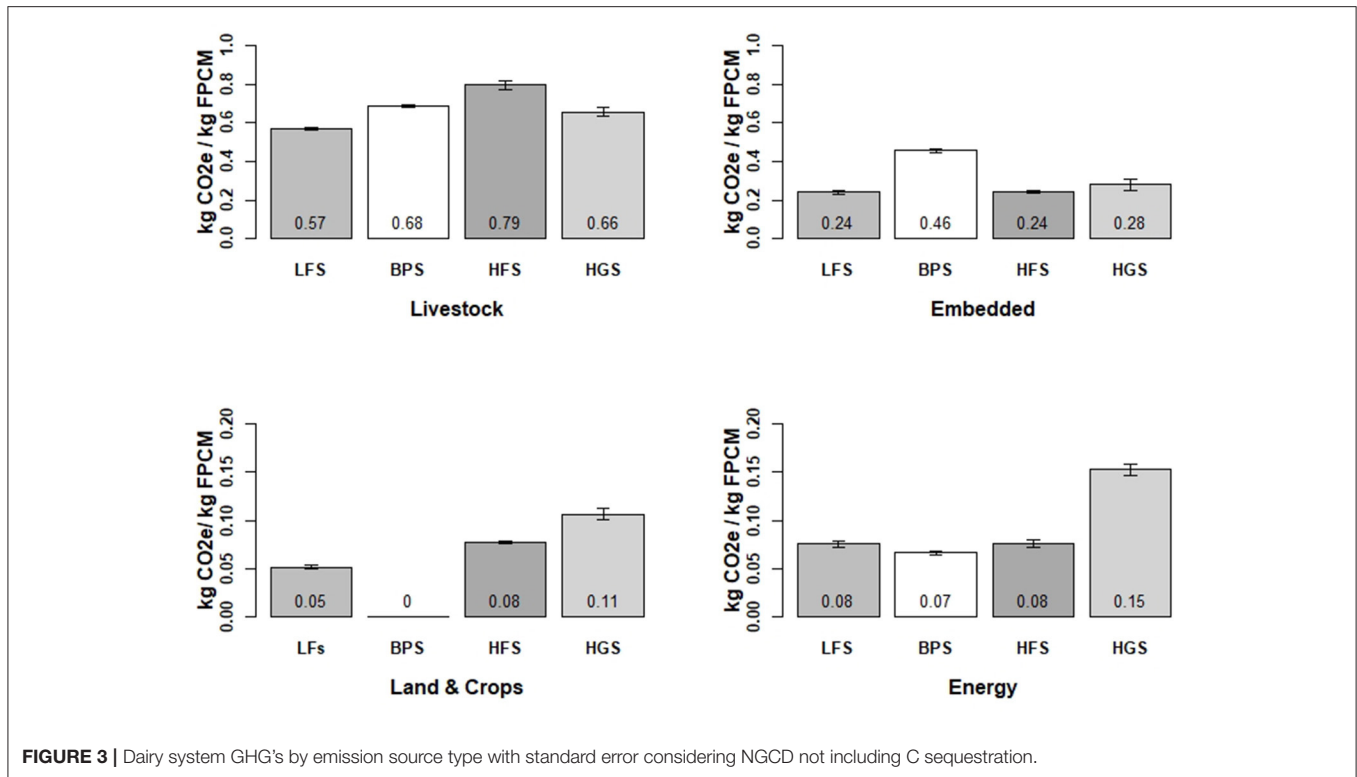 kg CO2e / kg FPCM
0.0 0.2 0.4 0.6 0.8 1.0
0.57 0.68 0.79 0.66
LFS BPS HFS HGS
Livestock
kg CO2e / kg FPCM
0.0 0.2 0.4 0.6 0.8 1.0
0.24 0.46 0.24 0.28
LFS BPS HFS HGS
Embedded
kg CO2e/ kg FPCM
0.00 0.05 0.10 0.15 0.20
0.05 0 0.08 0.11
LFs BPS HFS HGS
Land & Crops
kg CO2e / kg FPCM
0.00 0.05 0.10 0.15 0.20
0.08 0.07 0.08 0.15
LFS BPS HFS HGS
Energy
FIGURE 3 | Dairy system GHG's by emission source type with standard error considering NGCD not including C sequestration.